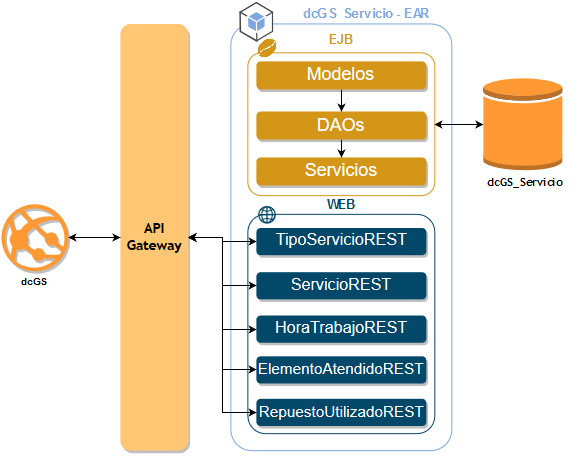 dcGS Servicio - EAR
EJB
Modelos
DAOs
Servicios
dcGS_Servicio
WEB
TipoServicioREST
ServicioREST
HoraTrabajoREST
ElementoAtendidoREST
RepuestoUtilizadoREST
API
Gateway
dcGS